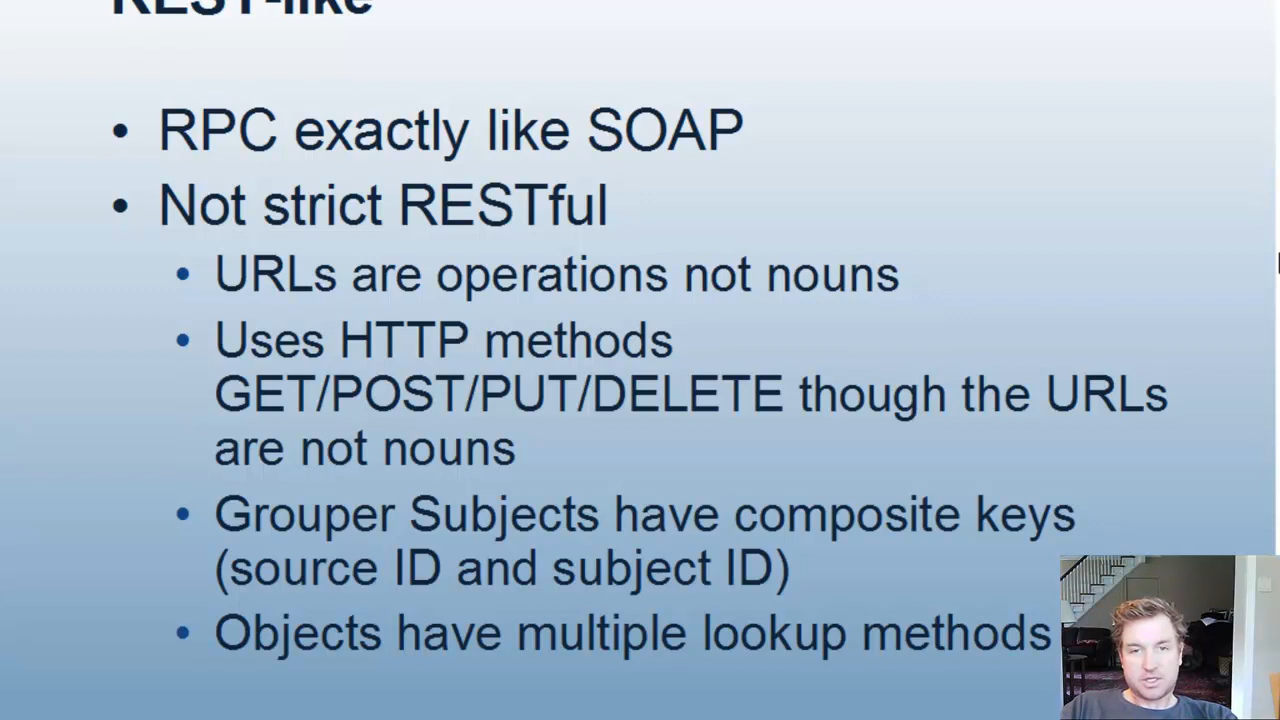 REST-like
• RPC exactly like SOAP
• Not strict RESTful
• URLs are operations not nouns
• Uses HTTP methods
GET/POST/PUT/DELETE though the URLs
are not nouns
• Grouper Subjects have composite keys
(source ID and subject ID)
• Objects have multiple lookup methods